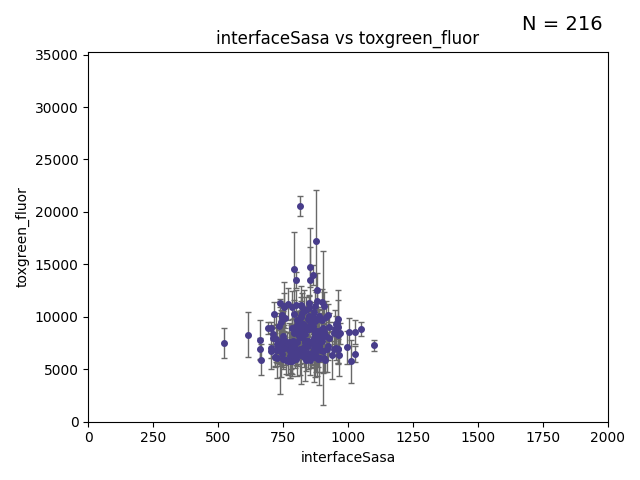 N = 216
interfaceSasa vs toxgreen_fluor
35000
30000
25000
20000
15000
10000
5000
0
toxgreen_fluor
0 250 500 750 1000 1250 1500 1750 2000
interfaceSasa